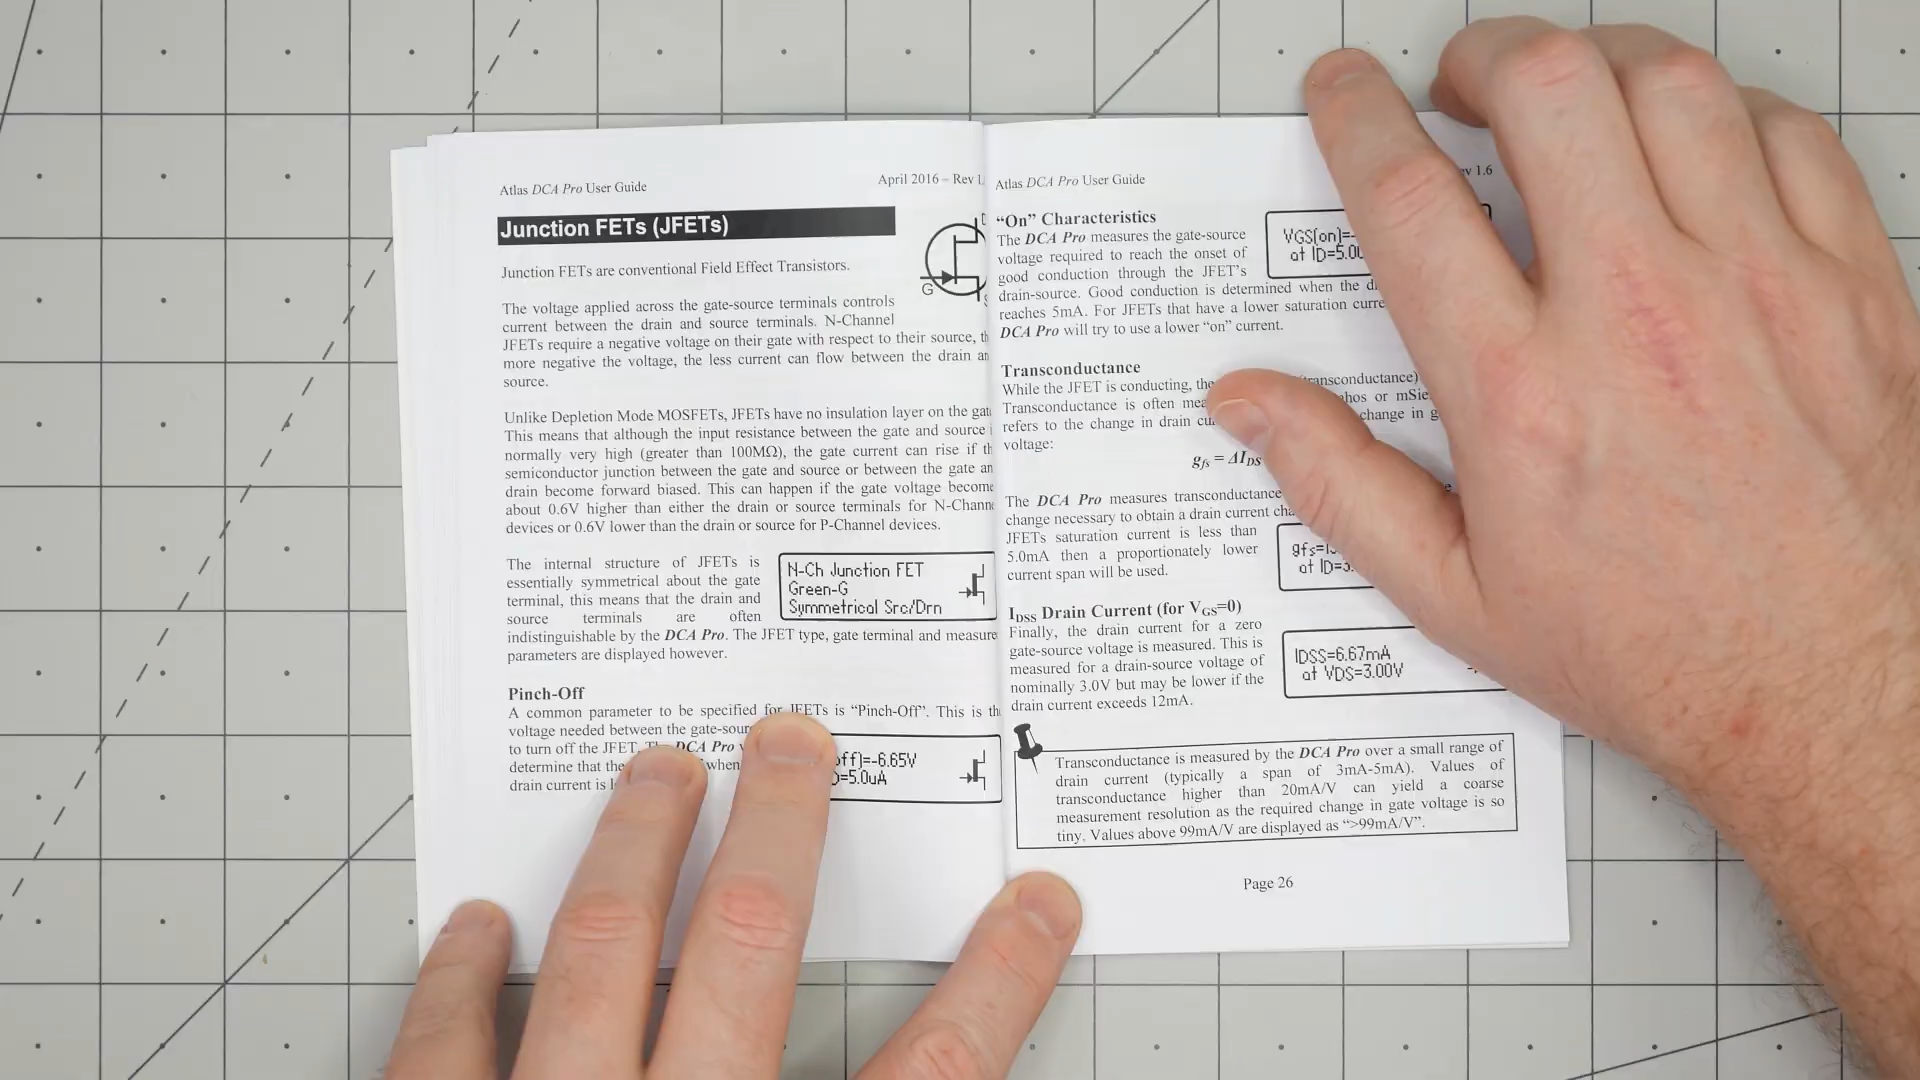 Atlas DCA Pro User Guide
April 2016 – Rev
Junction FETs (JFETs)
Junction FETs are conventional Field Effect Transistors.
G
The voltage applied across the gate-source terminals controls
current between the drain and source terminals. N-Channel
JFETs require a negative voltage on their gate with respect to their source,
more negative the voltage, the less current can flow between the drain
source.
Unlike Depletion Mode MOSFETs, JFETs have no insulation layer on the
This means that although the input resistance between the gate and source
normally very high (greater than 100MΩ), the gate current can rise if
semiconductor junction between the gate and source or between the gate
drain become forward biased. This can happen if the gate voltage
about 0.6V higher than either the drain or source terminals for
devices or 0.6V lower than the drain or source for P-Channel devices.
The internal structure of JFETs is
essentially symmetrical about the gate
terminal, this means that the drain and
source terminals are often
indistinguishable by the DCA Pro. The JFET type, gate terminal and
parameters are displayed however.
N-Ch Junction FET
Green-G
Symmetrical Src/Drn
Pinch-Off
A common parameter to be specified for JFETs is “Pinch-Off”. This is
voltage needed between the
to turn off the JFET. DCA Pro
determine that the when
drain current is
off)=-6.65V
=5.0uA
Atlas DCA Pro User Guide
1.6
“On” Characteristics
The DCA Pro measures the gate-source
voltage required to reach the onset of
good conduction through the JFET’s
drain-source. Good conduction is determined when the
reaches 5mA. For JFETs that have a lower saturation
DCA Pro will try to use a lower “on” current.
VGS(on)=-
at ID=5.0
Transconductance
While the JFET is conducting, the (transconductance)
Transconductance is often or
refers to the change in drain change in
voltage:
gfs = ΔIDS
The DCA Pro measures transconductance
change necessary to obtain a drain current
JFETs saturation current is less than
5.0mA then a proportionately lower
current span will be used.
gfs=
at ID=
IDSS Drain Current (for VGS=0)
Finally, the drain current for a zero
gate-source voltage is measured. This is
measured for a drain-source voltage of
nominally 3.0V but may be lower if the
drain current exceeds 12mA.
IDSS=6.67mA
at VDS=3.00V
Transconductance is measured by the DCA Pro over a small range of
drain current (typically a span of 3mA-5mA). Values of
transconductance higher than 20mA/V can yield a coarse
measurement resolution as the required change in gate voltage is so
tiny. Values above 99mA/V are displayed as “>99mA/V”.
Page 26